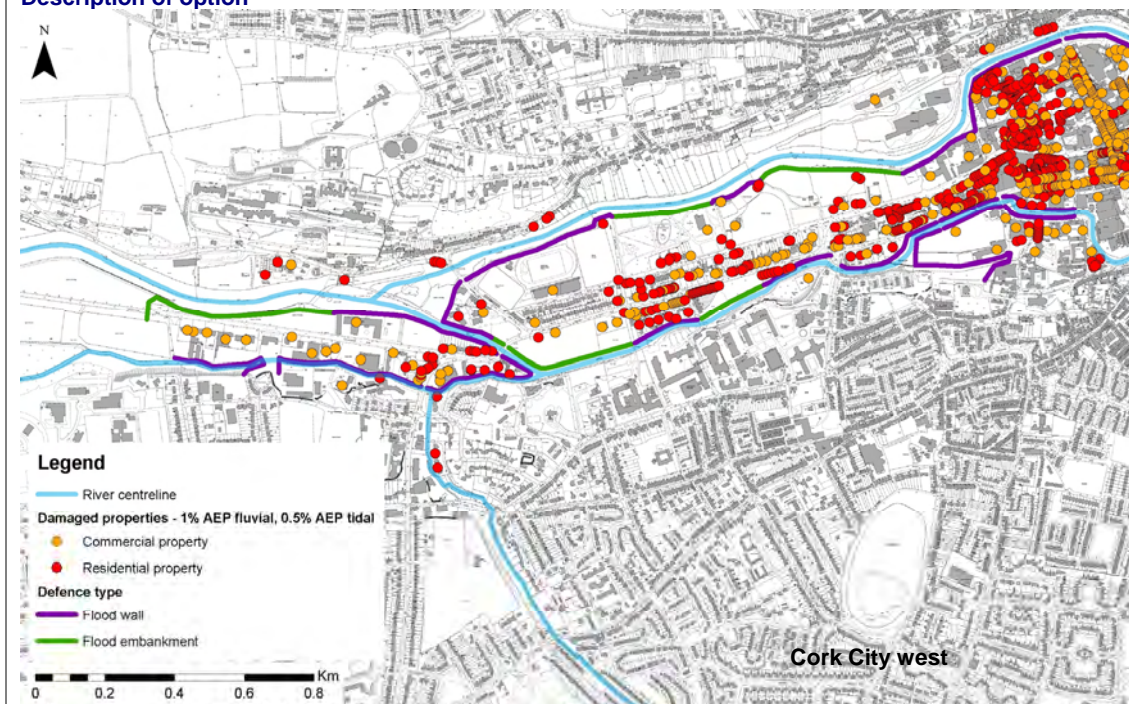 Description of option
N
Legend
River centreline
Damaged properties - 1% AEP fluvial, 0.5% AEP tidal
Commercial property
Residential property
Defence type
Flood wall
Flood embankment
Km
0 0.2 0.4 0.6 0.8
Cork City west